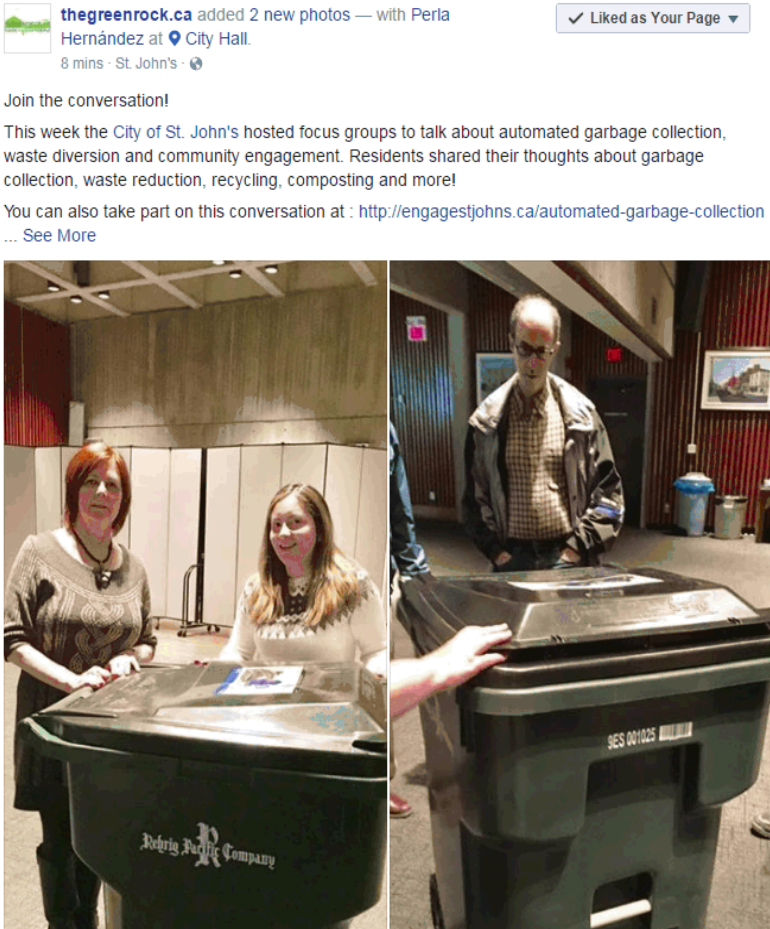 thegreenrock.ca added 2 new photos — with Perla
Hernández at City Hall.
8 mins · St. John's ·
Liked as Your Page
Join the conversation!
This week the City of St. John's hosted focus groups to talk about automated garbage collection,
waste diversion and community engagement. Residents shared their thoughts about garbage
collection, waste reduction, recycling, composting and more!
You can also take part on this conversation at : http://engagestjohns.ca/automated-garbage-collection
... See More
Rehrig Pacific Company
R
9ES 001025